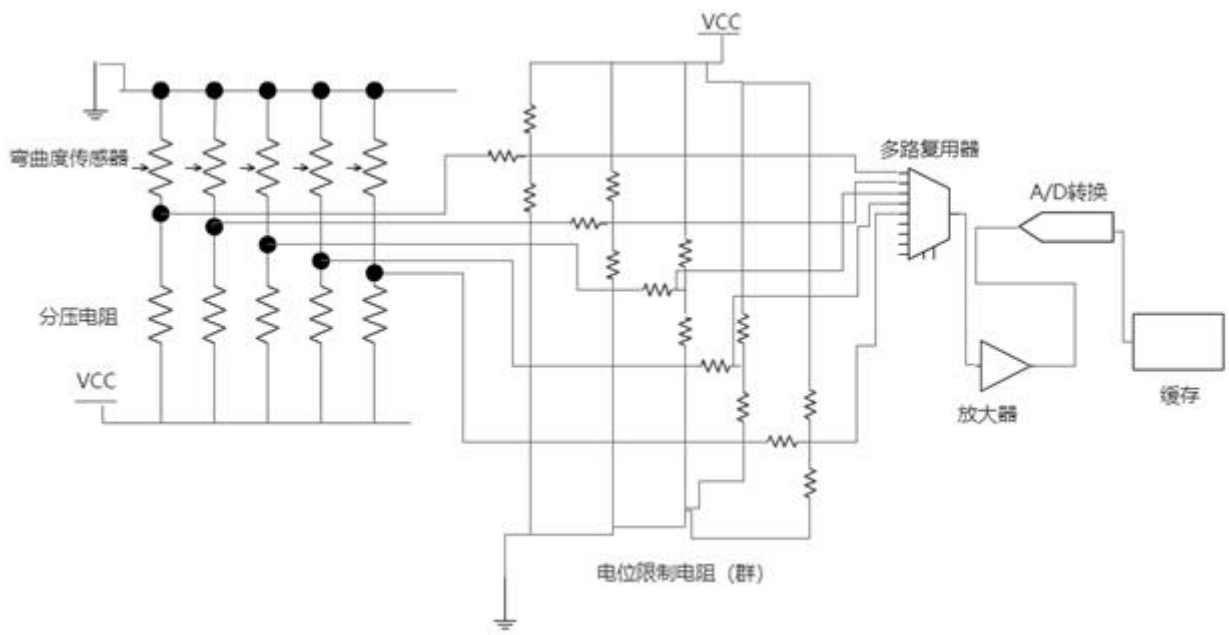 VCC
多路复用器
弯曲度传感器
A/D转换
分压电阻
VCC
缓存
放大器
电位限制电阻（群）